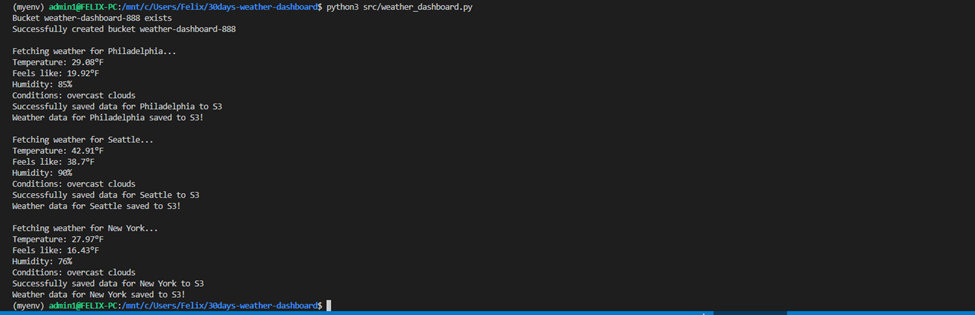 (myenv) admin1@FELIX-PC:/mnt/c/Users/Felix/30days-weather-dashboard$ python3 src/weather_dashboard.py
Bucket weather-dashboard-888 exists
Successfully created bucket weather-dashboard-888
Fetching weather for Philadelphia...
Temperature: 29.08°F
Feels like: 19.92°F
Humidity: 85%
Conditions: overcast clouds
Successfully saved data for Philadelphia to S3
Weather data for Philadelphia saved to S3!
Fetching weather for Seattle...
Temperature: 42.91°F
Feels like: 38.7°F
Humidity: 90%
Conditions: overcast clouds
Successfully saved data for Seattle to S3
Weather data for Seattle saved to S3!
Fetching weather for New York...
Temperature: 27.97°F
Feels like: 16.43°F
Humidity: 76%
Conditions: overcast clouds
Successfully saved data for New York to S3
Weather data for New York saved to S3!
(myenv) admin1@FELIX-PC:/mnt/c/Users/Felix/30days-weather-dashboard$